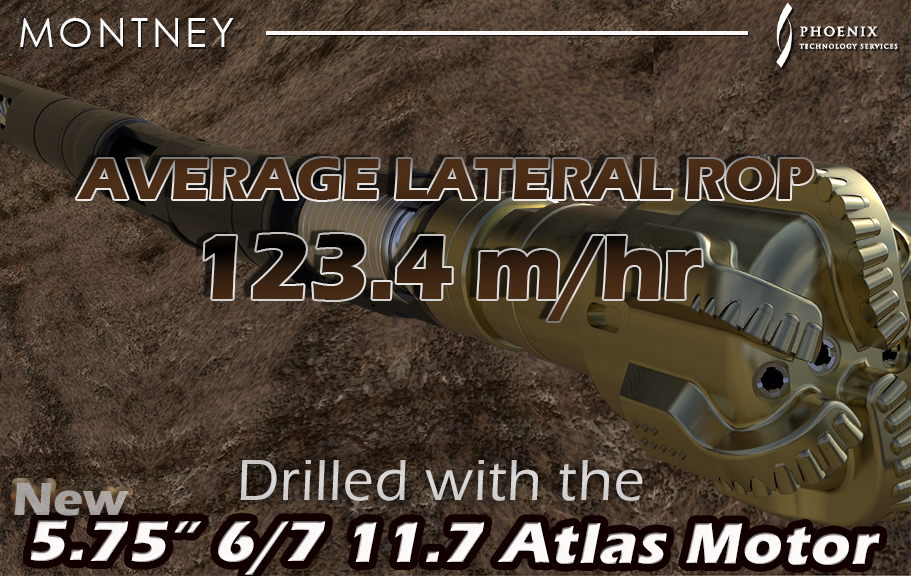 MONTNEY
PHOENIX
TECHNOLOGY SERVICES
AVERAGE LATERAL ROP
123.4 m/hr
Drilled with the
New
5.75” 6/7 11.7 Atlas Motor